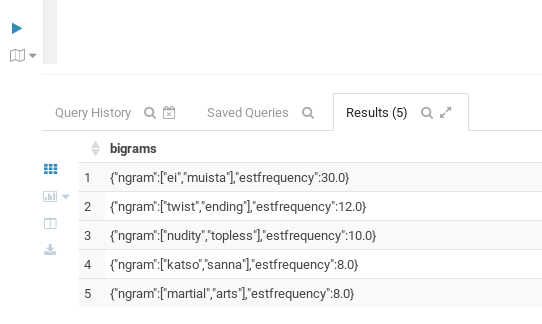 Query History
Saved Queries
Results (5)
bigrams
1 {"ngram":["ei","muista"],"estfrequency":30.0}
2 {"ngram":["twist","ending"],"estfrequency":12.0}
3 {"ngram":["nudity","topless"],"estfrequency":10.0}
4 {"ngram":["katso","sanna"],"estfrequency":8.0}
5 {"ngram":["martial","arts"],"estfrequency":8.0}